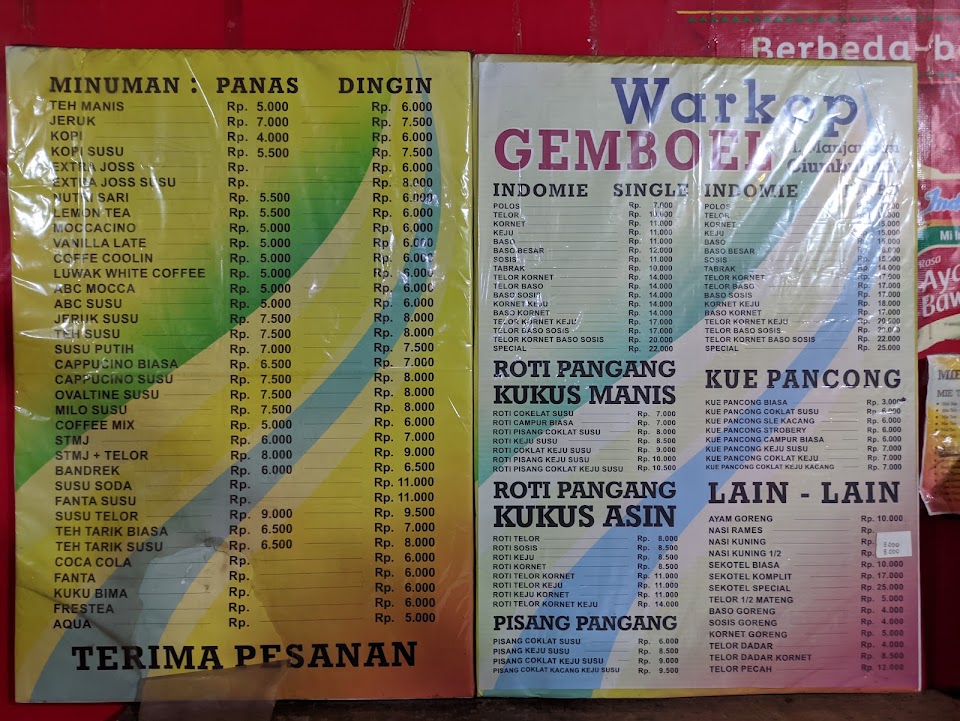 MINUMAN : PANAS DINGIN
TEH MANIS Rp. 5.000 Rp. 6.000
JERUK Rp. 7.000 Rp. 7.500
KOPI Rp. 4.000 Rp. 6.000
KOPI SUSU Rp. 5.500 Rp. 7.500
EXTRA JOSS Rp. Rp. 6.000
EXTRA JOSS SUSU Rp. Rp. 8.000
NUTRI SARI Rp. 5.500 Rp. 6.000
LEMON TEA Rp. 5.500 Rp. 6.000
MOCCACINO Rp. 5.000 Rp. 6.000
VANILLA LATE Rp. 5.000 Rp. 6.000
COFFE COOLIN Rp. 5.000 Rp. 6.000
LUWAK WHITE COFFEE Rp. 5.000 Rp. 6.000
ABC MOCCA Rp. 5.000 Rp. 6.000
ABC SUSU Rp. 5.000 Rp. 6.000
JERUK SUSU Rp. 7.500 Rp. 8.000
TEH SUSU Rp. 7.500 Rp. 8.000
SUSU PUTIH Rp. 7.000 Rp. 7.500
CAPPUCINO BIASA Rp. 6.500 Rp. 7.000
CAPPUCINO SUSU Rp. 7.500 Rp. 8.000
OVALTINE SUSU Rp. 7.500 Rp. 8.000
MILO SUSU Rp. 7.500 Rp. 8.000
COFFEE MIX Rp. 5.000 Rp. 6.000
STMJ Rp. 6.000 Rp. 8.000
STMJ + TELOR Rp. 8.000 Rp. 9.000
BANDREK Rp. 6.000 Rp. 6.500
SUSU SODA Rp. Rp. 11.000
FANTA SUSU Rp. Rp. 11.000
SUSU TELOR Rp. 9.000 Rp. 9.500
TEH TARIK BIASA Rp. 6.500 Rp. 7.000
TEH TARIK SUSU Rp. 6.500 Rp. 8.000
COCA COLA Rp. Rp. 6.000
FANTA Rp. Rp. 6.000
KUKU BIMA Rp. Rp. 6.000
FRESTEA Rp. Rp. 6.000
AQUA Rp. Rp. 5.000
TERIMA PESANAN
Warkop
GEMBOEL
INDOMIE SINGLE
POLOS Rp. 7.000
TELOR Rp. 10.000
KORNET Rp. 11.000
KEJU Rp. 11.000
BASO Rp. 11.000
BASO BESAR Rp. 12.000
SOSIS Rp. 11.000
TABRAK Rp. 10.000
TELOR KORNET Rp. 14.000
TELOR BASO Rp. 14.000
BASO SOSIS Rp. 14.000
KORNET KEJU Rp. 14.000
BASO KORNET Rp. 14.000
TELOR KORNET KEJU Rp. 17.000
TELOR BASO SOSIS Rp. 17.000
TELOR KORNET BASO SOSIS Rp. 20.000
SPECIAL Rp. 22.000
INDOMIE
POLOS Rp.
TELOR Rp.
KORNET Rp. 15.000
KEJU Rp. 15.000
BASO Rp.
BASO BESAR Rp.
SOSIS Rp. 15.500
TABRAK Rp. 14.000
TELOR KORNET Rp.
TELOR BASO Rp. 17.000
BASO SOSIS Rp. 17.000
KORNET KEJU Rp. 18.000
BASO KORNET Rp. 17.000
TELOR KORNET KEJU Rp.
TELOR BASO SOSIS Rp.
TELOR KORNET BASO SOSIS Rp. 22.000
SPECIAL Rp. 25.000
ROTI PANGANG
KUKUS MANIS
ROTI COKELAT SUSU Rp. 7.000
ROTI CAMPUR BIASA Rp. 7.000
ROTI PISANG COKLAT SUSU Rp. 8.000
ROTI KEJU SUSU Rp. 8.500
ROTI PISANG KEJU SUSU Rp. 9.000
ROTI PISANG KEJU SUSU Rp. 10.000
ROTI PISANG COKLAT KEJU SUSU Rp. 10.500
KUE PANCONG
KUE PANCONG BIASA Rp. 3.000
KUE PANCONG COKLAT SUSU Rp. 6.000
KUE PANCONG SLE KACANG Rp. 6.000
KUE PANCONG STROBERY Rp. 6.000
KUE PANCONG CAMPUR BIASA Rp. 6.000
KUE PANCONG KEJU SUSU Rp. 7.000
KUE PANCONG COKLAT KEJU Rp. 7.000
KUE PANCONG COKLAT KEJU KACANG Rp. 7.000
ROTI PANGANG
KUKUS ASIN
ROTI TELOR Rp. 8.000
ROTI SOSIS Rp. 8.500
ROTI KEJU Rp. 8.500
ROTI KORNET Rp. 8.500
ROTI TELOR KORNET Rp. 11.000
ROTI TELOR KEJU Rp. 11.000
ROTI KEJU KORNET Rp. 11.000
ROTI TELOR KORNET KEJU Rp. 14.000
PISANG PANGANG
PISANG COKLAT SUSU Rp. 6.000
PISANG KEJU SUSU Rp. 8.500
PISANG COKLAT KEJU SUSU Rp. 9.000
PISANG COKLAT KACANG KEJU SUSU Rp. 9.500
LAIN - LAIN
AYAM GORENG Rp. 10.000
NASI RAMES Rp.
NASI KUNING Rp.
NASI KUNING 1/2 Rp.
SEKOTEL BIASA Rp. 10.000
SEKOTEL KOMPLIT Rp. 17.000
SEKOTEL SPECIAL Rp. 25.000
TELOR 1/2 MATENG Rp. 5.000
BASO GORENG Rp. 4.000
SOSIS GORENG Rp. 4.000
KORNET GORENG Rp. 5.000
TELOR DADAR Rp. 4.000
TELOR DADAR KORNET Rp. 8.500
TELOR PECAH Rp. 12.000
Berbeda-b
Mi In
Rasa
Aya
Baw